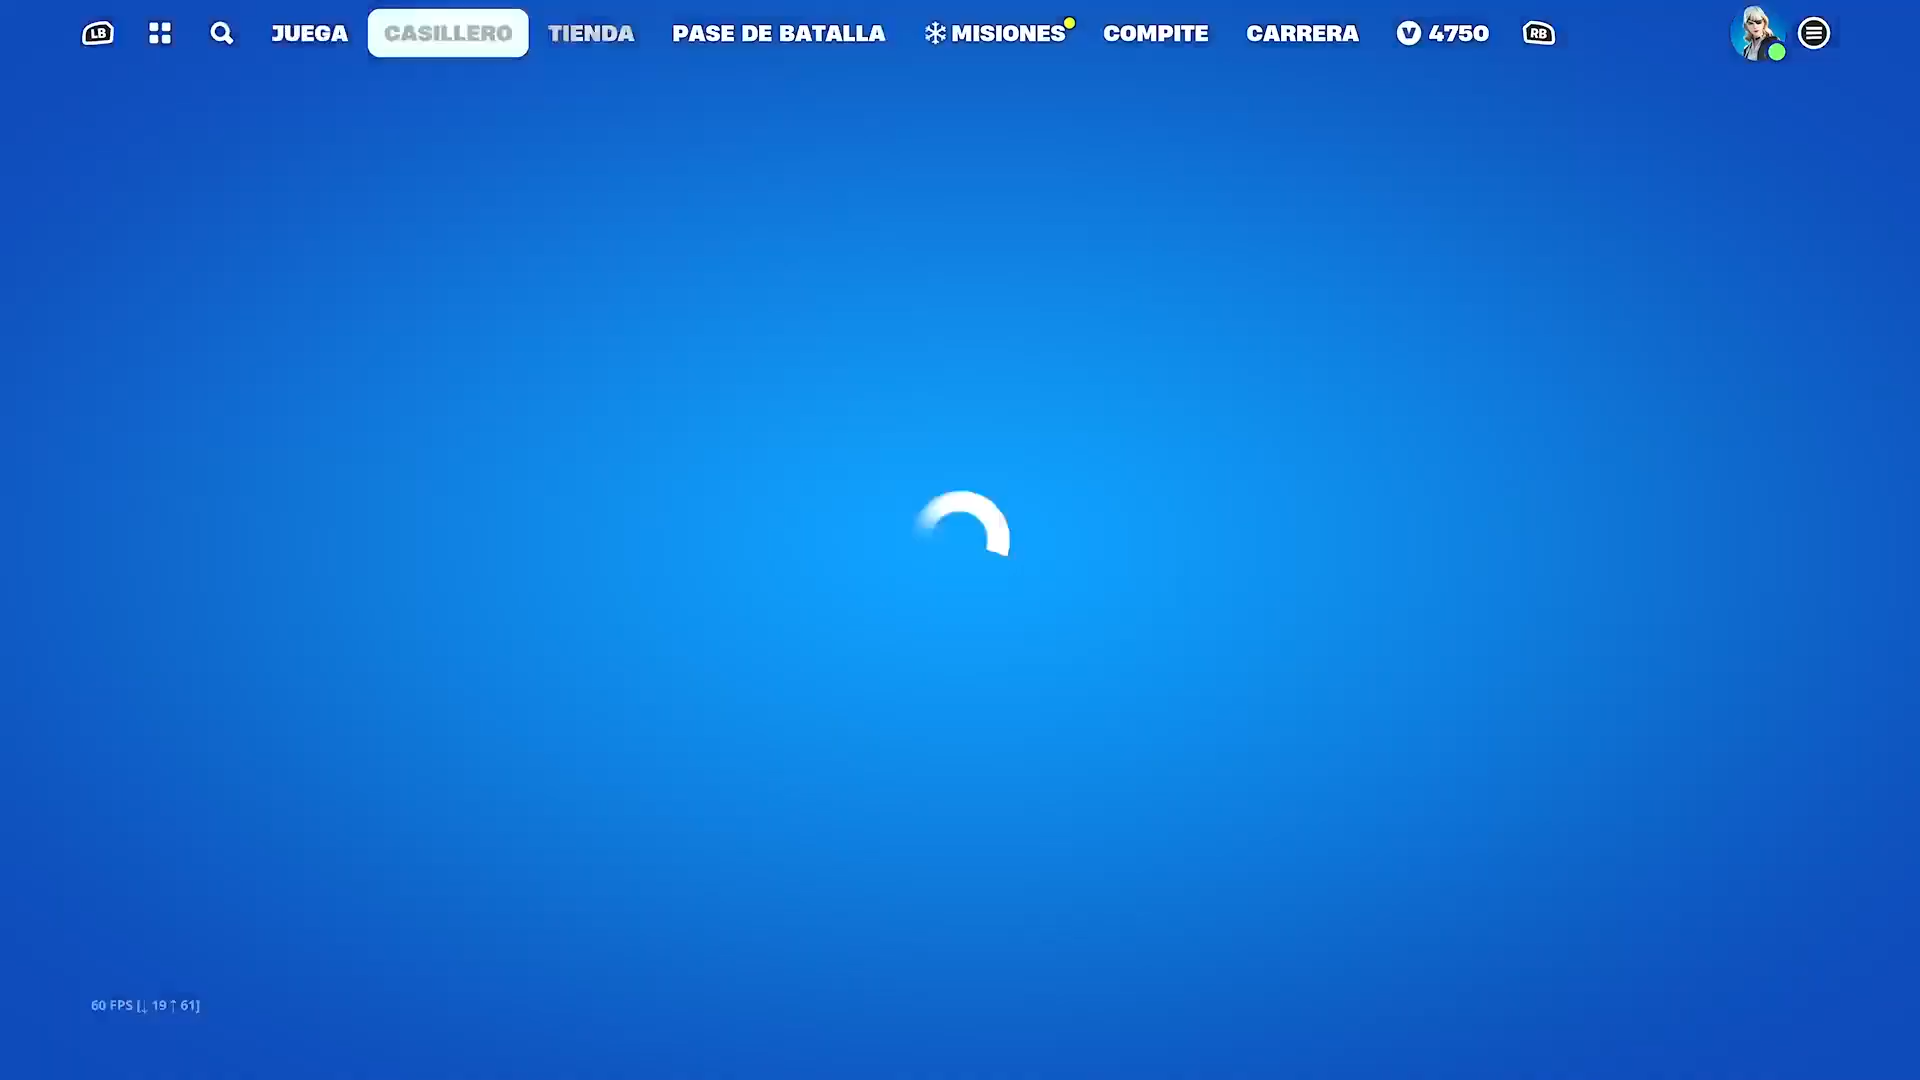 LB JUEGA CASILLERO TIENDA PASE DE BATALLA MISIONES COMPITE CARRERA V 4750 RB
60 FPS [↓ 19 ↑ 61]